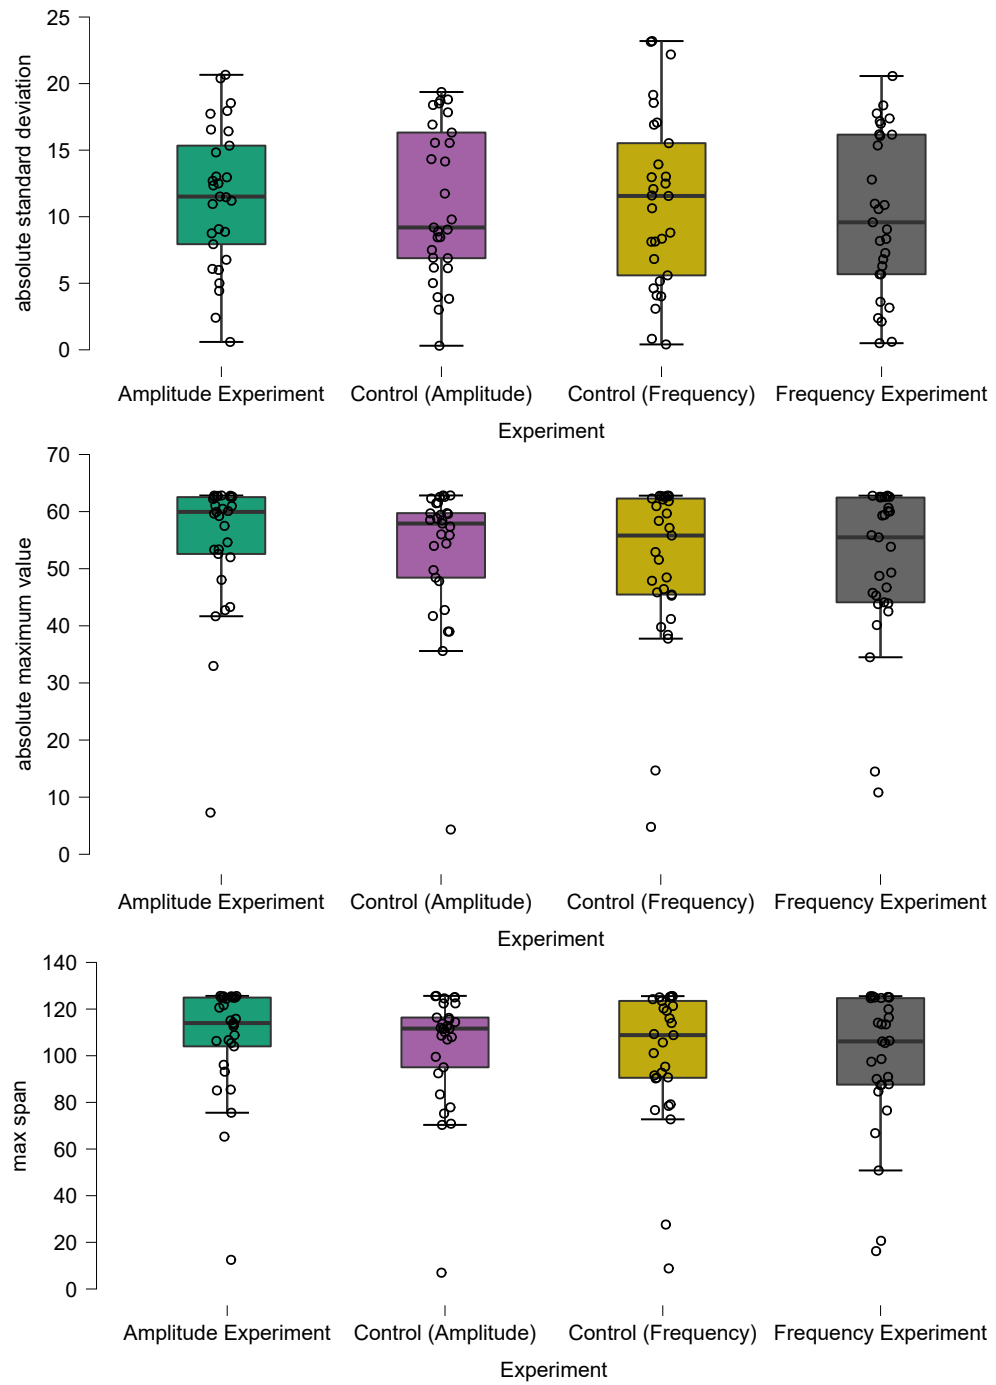 absolute standard deviation
25
20
15
10
5
0
Amplitude Experiment Control (Amplitude) Control (Frequency) Frequency Experiment
Experiment
absolute maximum value
70
60
50
40
30
20
10
0
Amplitude Experiment Control (Amplitude) Control (Frequency) Frequency Experiment
Experiment
max span
140
120
100
80
60
40
20
0
Amplitude Experiment Control (Amplitude) Control (Frequency) Frequency Experiment
Experiment